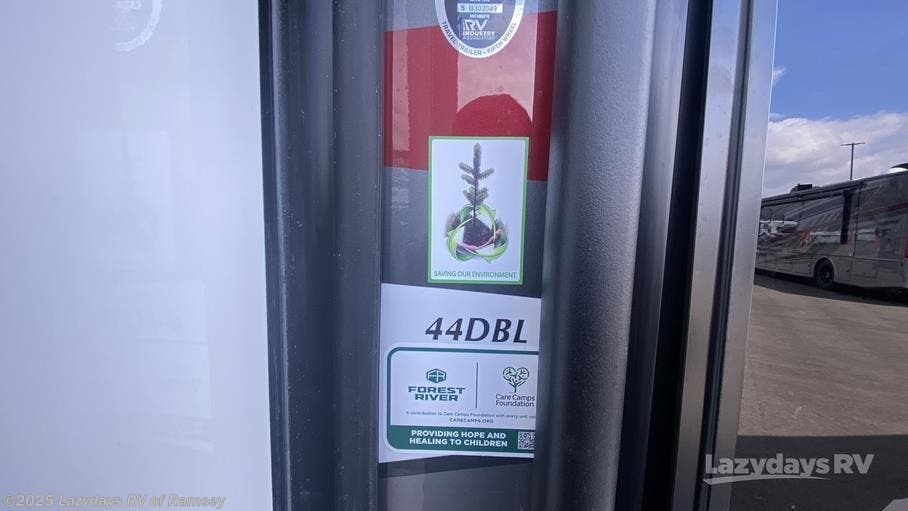 S B302049
MEMBER
RV
INDUSTRY
ASSOCIATION
TRAVEL TRAILER - FIFTH WHEEL
SAVING OUR ENVIRONMENT
44DBL
FR
FOREST
RIVER
Care Camps
Foundation
A contribution to Care Camps Foundation with every unit
CARECAMPS.ORG
PROVIDING HOPE AND
HEALING TO CHILDREN
Lazydays RV
©2025 Lazydays RV of Ramsey